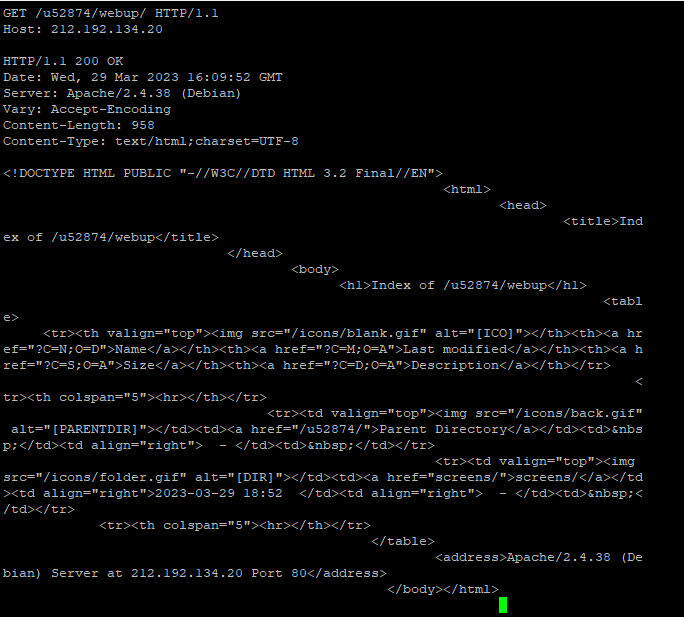 GET /u52874/webup/ HTTP/1.1
Host: 212.192.134.20

HTTP/1.1 200 OK
Date: Wed, 29 Mar 2023 16:09:52 GMT
Server: Apache/2.4.38 (Debian)
Vary: Accept-Encoding
Content-Length: 958
Content-Type: text/html;charset=UTF-8

<!DOCTYPE HTML PUBLIC "-//W3C//DTD HTML 3.2 Final//EN">
<html>
<head>
<title>Ind
ex of /u52874/webup</title>
</head>
<body>
<h1>Index of /u52874/webup</h1>
<tabl
e>
<tr><th valign="top"><img src="/icons/blank.gif" alt="[ICO]"></th><th><a hr
ef="?C=N;O=D">Name</a></th><th><a href="?C=M;O=A">Last modified</a></th><th><a h
ref="?C=S;O=A">Size</a></th><th><a href="?C=D;O=A">Description</a></th></tr>
<
tr><th colspan="5"><hr></th></tr>
<tr><td valign="top"><img src="/icons/back.gif"
alt="[PARENTDIR]"></td><td><a href="/u52874/">Parent Directory</a></td><td>&nbs
p;</td><td align="right">  - </td><td>&nbsp;</td></tr>
<tr><td valign="top"><img
src="/icons/folder.gif" alt="[DIR]"></td><td><a href="screens/">screens/</a></td
><td align="right">2023-03-29 18:52  </td><td align="right">  - </td><td>&nbsp;<
/td></tr>
<tr><th colspan="5"><hr></th></tr>
</table>
<address>Apache/2.4.38 (De
bian) Server at 212.192.134.20 Port 80</address>
</body></html>